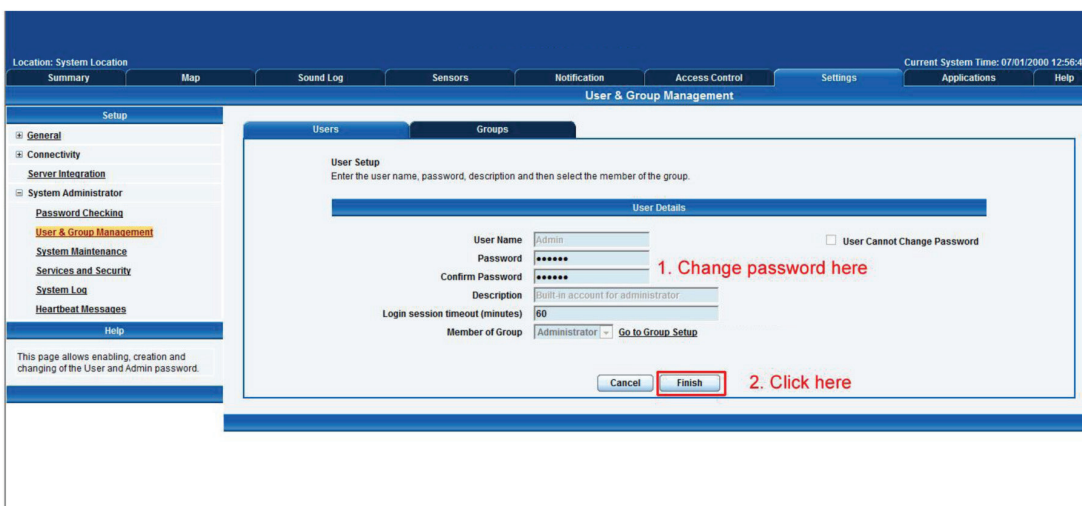 Location: System Location
Current System Time: 07/01/2000 12:56:4
Summary Map Sound Log Sensors Notification Access Control Settings Applications Help
User & Group Management
Setup
General
Connectivity
Server Integration
System Administrator
Password Checking
User & Group Management
System Maintenance
Services and Security
System Log
Heartbeat Messages
Help
This page allows enabling, creation and
changing of the User and Admin password.
Users Groups
User Setup
Enter the user name, password, description and then select the member of the group.
User Details
User Name Admin
User Cannot Change Password
Password ••••••
1. Change password here
Confirm Password ••••••
Description Built-in account for administrator
Login session timeout (minutes) 60
Member of Group Administrator Go to Group Setup
Cancel Finish 2. Click here